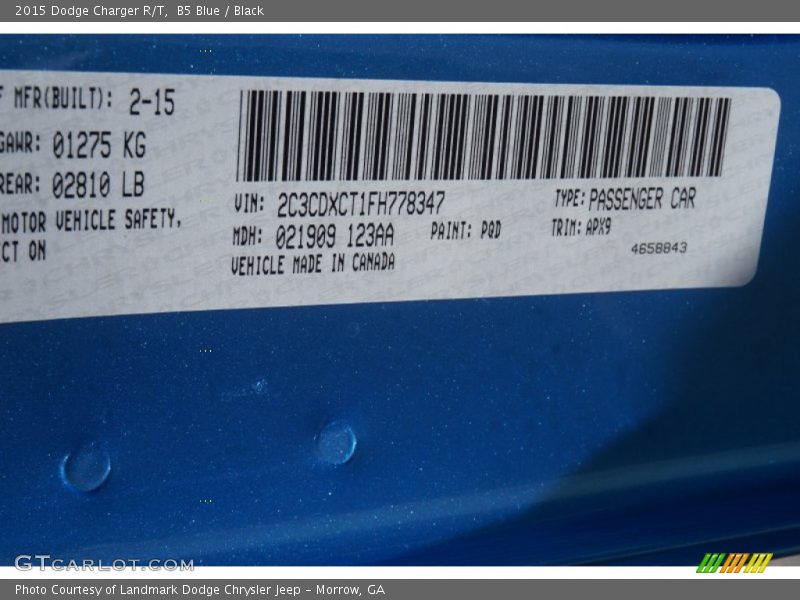 2015 Dodge Charger R/T,  B5 Blue / Black
F MFR(BUILT): 2-15
GAWR: 01275 KG
REAR: 02810 LB
MOTOR VEHICLE SAFETY,
ECT ON
VIN: 2C3CDXCT1FH778347
TYPE: PASSENGER CAR
MDH: 021909 123AA
PAINT: PQD
TRIM: APX9
VEHICLE MADE IN CANADA
4658843
GTCARLOT.COM
Photo Courtesy of Landmark Dodge Chrysler Jeep – Morrow, GA